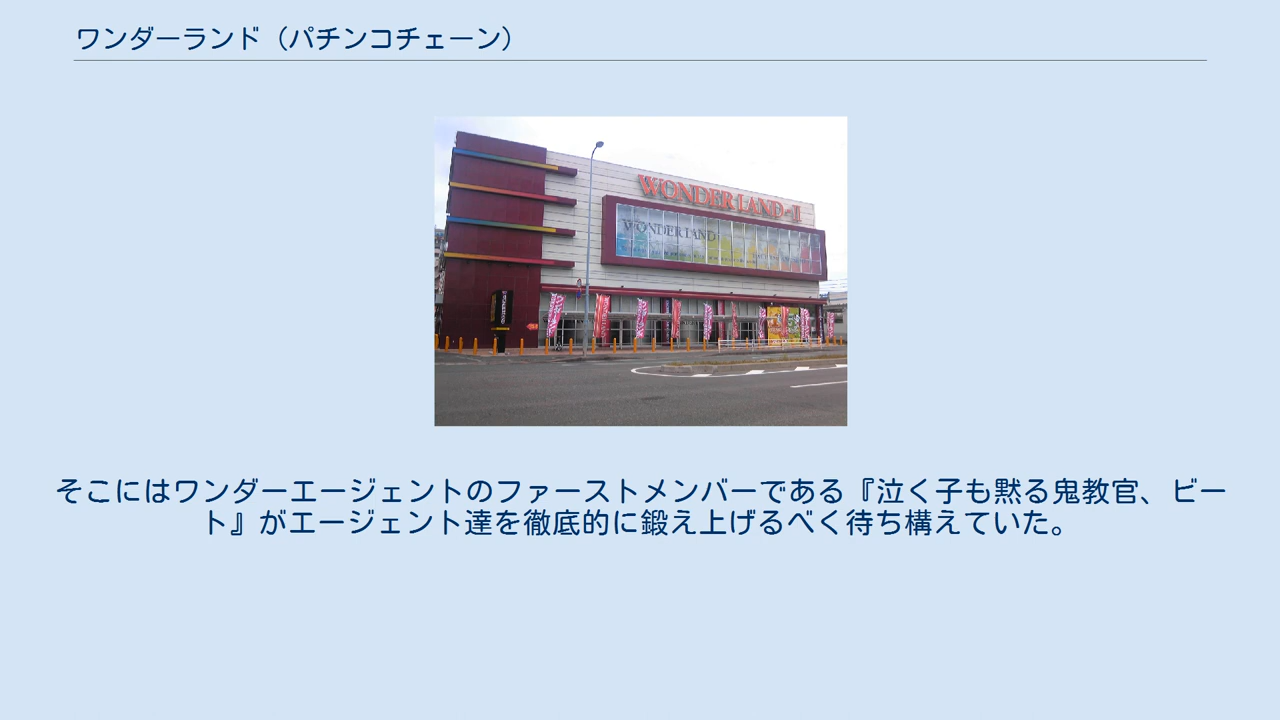 ワンダーランド（パチンコチェーン）
WONDER LAND-II
WONDERLAND
そこにはワンダーエージェントのファーストメンバーである『泣く子も黙る鬼教官、ビー
ト』がエージェント達を徹底的に鍛え上げるべく待ち構えていた。